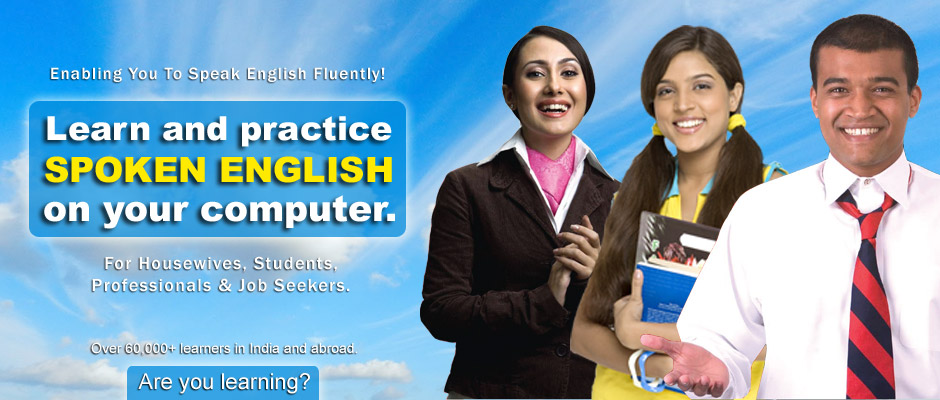 Enabling You To Speak English Fluently!
Learn and practice
SPOKEN ENGLISH
on your computer.
For Housewives, Students,
Professionals & Job Seekers.
Over 60,000+ learners in India and abroad.
Are you learning?